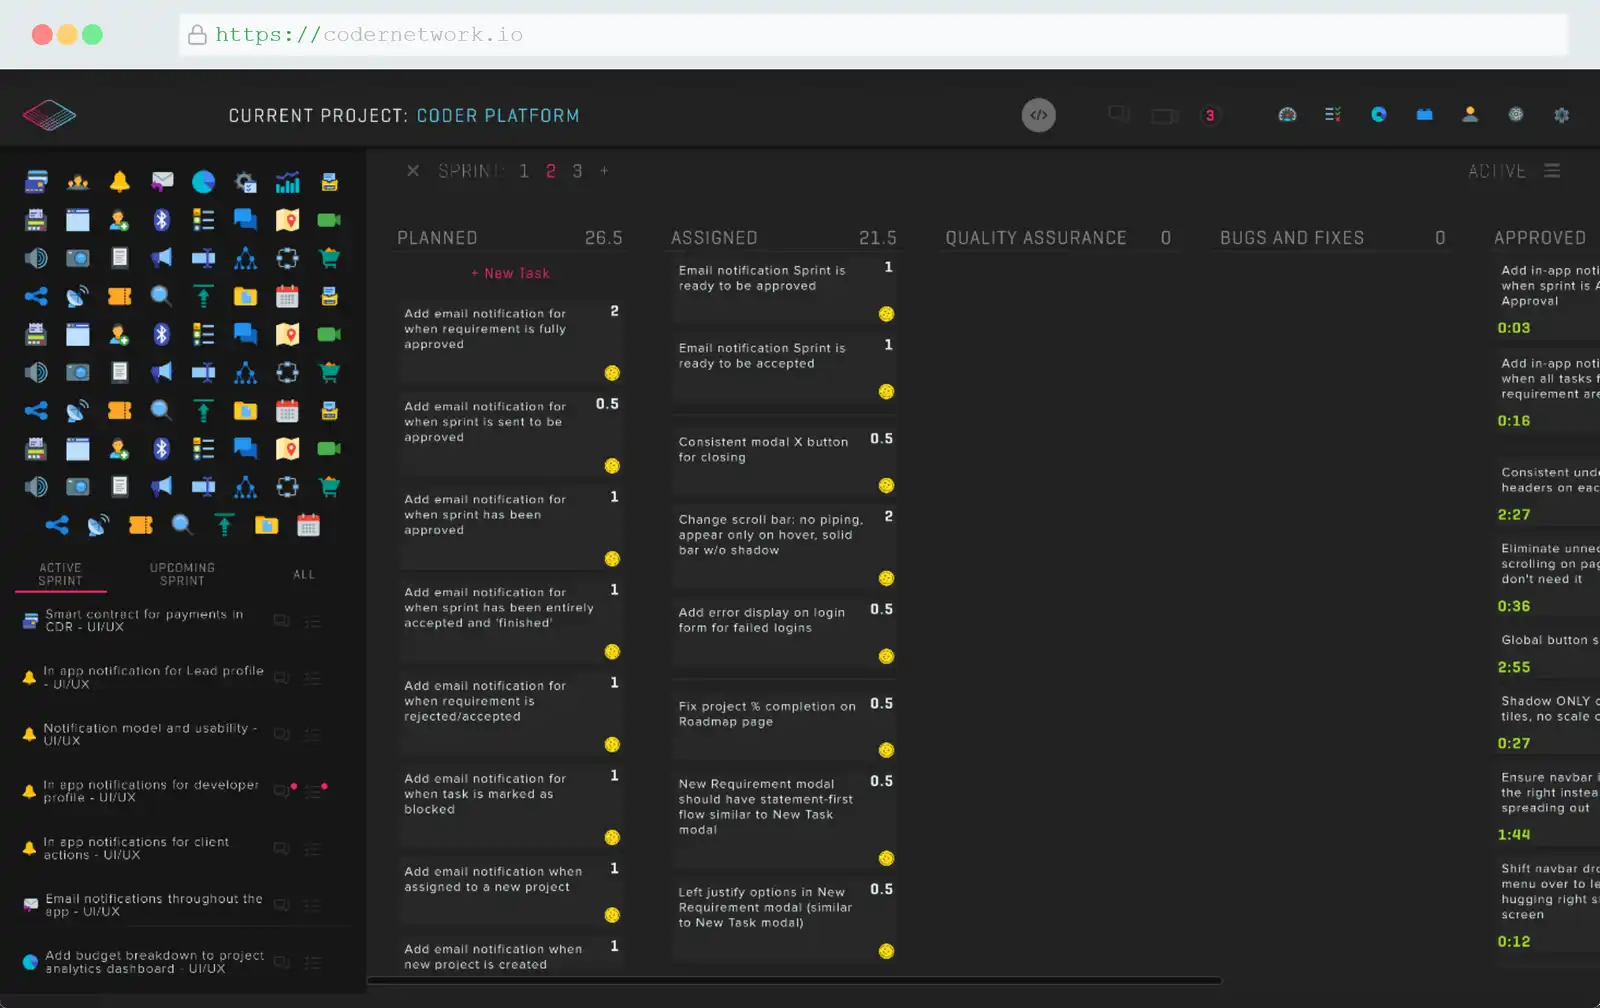 https://codernetwork.io
CURRENT PROJECT: CODER PLATFORM
3
SPRINT: 1 2 3 +
ACTIVE
ACTIVE
SPRINT
UPCOMING
SPRINT
ALL
Smart contract for payments in
CDR - UI/UX
In app notification for Lead profile
- UI/UX
Notification model and usability -
UI/UX
In app notifications for developer
profile - UI/UX
In app notifications for client
actions - UI/UX
Email notifications throughout the
app - UI/UX
Add budget breakdown to project
analytics dashboard - UI/UX
PLANNED 26.5
+ New Task
Add email notification for 2
when requirement is fully
approved
Add email notification for 0.5
when sprint is sent to be
approved
Add email notification for 1
when sprint has been
approved
Add email notification for 1
when sprint has been entirely
accepted and 'finished'
Add email notification for 1
when requirement is
rejected/accepted
Add email notification for 1
when task is marked as
blocked
Add email notification when 1
assigned to a new project
Add email notification when 1
new project is created
ASSIGNED 21.5
Email notification Sprint is 1
ready to be approved
Email notification Sprint is 1
ready to be accepted
Consistent modal X button 0.5
for closing
Change scroll bar: no piping, 2
appear only on hover, solid
bar w/o shadow
Add error display on login 0.5
form for failed logins
Fix project % completion on 0.5
Roadmap page
New Requirement modal 0.5
should have statement-first
flow similar to New Task
modal
Left justify options in New 0.5
Requirement modal (similar
to New Task modal)
QUALITY ASSURANCE 0
BUGS AND FIXES 0
APPROVED
Add in-app noti
when sprint is A
Approval
0:03
Add in-app noti
when all tasks f
requirement are
0:16
Consistent unde
headers on eac
2:27
Eliminate unnec
scrolling on pag
don't need it
0:36
Global button s
2:55
Shadow ONLY o
tiles, no scale o
0:27
Ensure navbar i
the right instea
spreading out
1:44
Shift navbar dro
menu over to le
hugging right s
screen
0:12